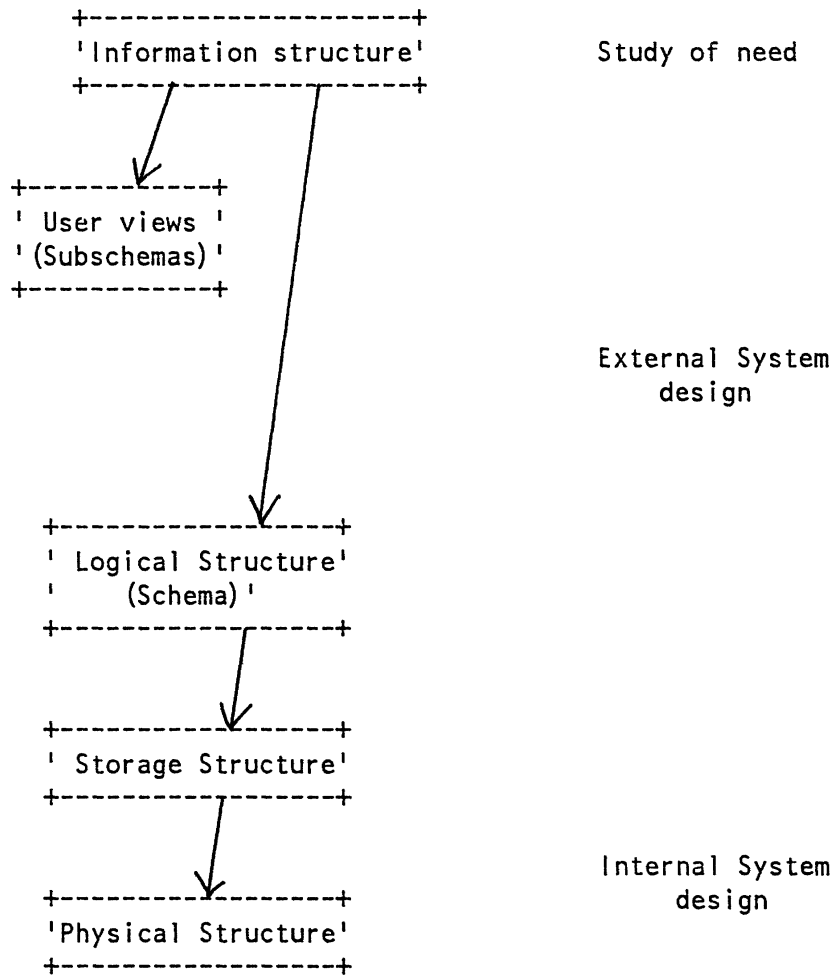 Information structure
Study of need
User views
(Subschemas)
External System
design
Logical Structure
(Schema)
Storage Structure
Internal System
design
Physical Structure